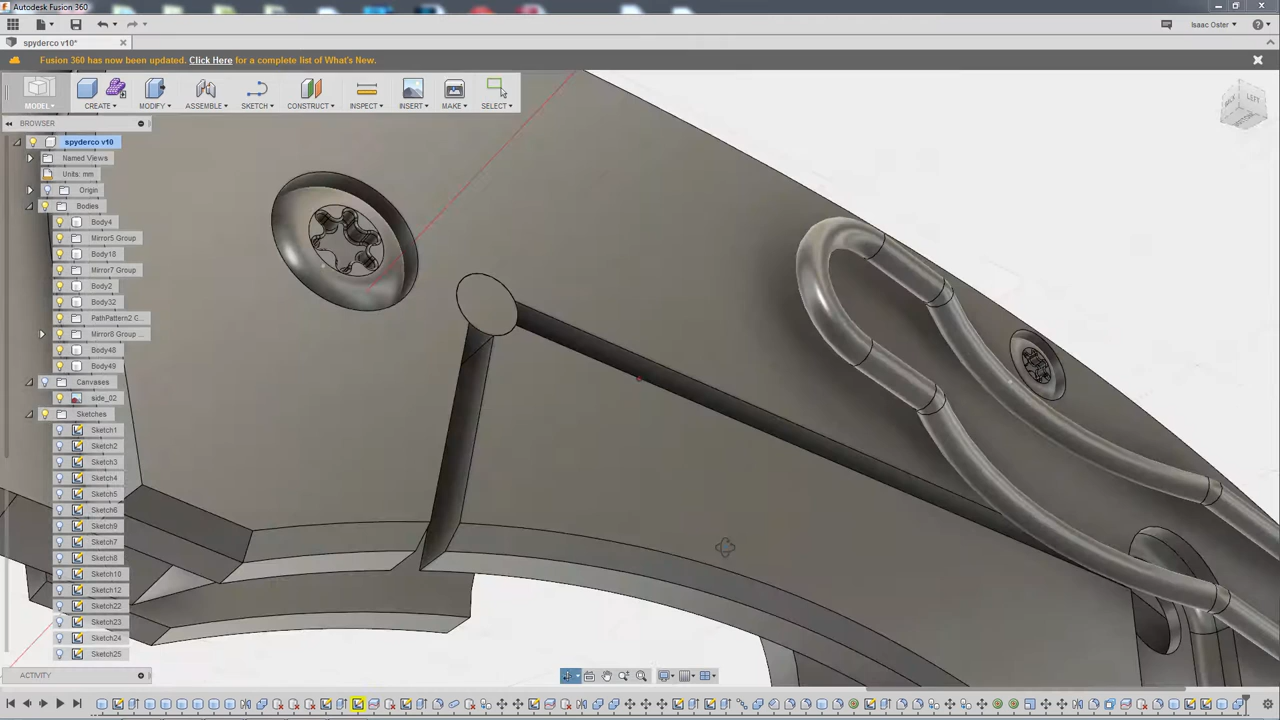 Autodesk Fusion 360
Isaac Oster
spyderco v10*
Fusion 360 has now been updated. Click Here for a complete list of What's New.
MODEL
CREATE
MODIFY
ASSEMBLE
SKETCH
CONSTRUCT
INSPECT
INSERT
MAKE
SELECT
BROWSER
spyderco v10
Named Views
Units: mm
Origin
Bodies
Body4
Mirror5 Group
Body18
Mirror7 Group
Body2
Body32
PathPattern2 C...
Mirror8 Group ...
Body48
Body49
Canvases
side_02
Sketches
Sketch1
Sketch2
Sketch3
Sketch4
Sketch5
Sketch6
Sketch9
Sketch7
Sketch8
Sketch10
Sketch12
Sketch22
Sketch23
Sketch24
Sketch25
ACTIVITY
LEFT